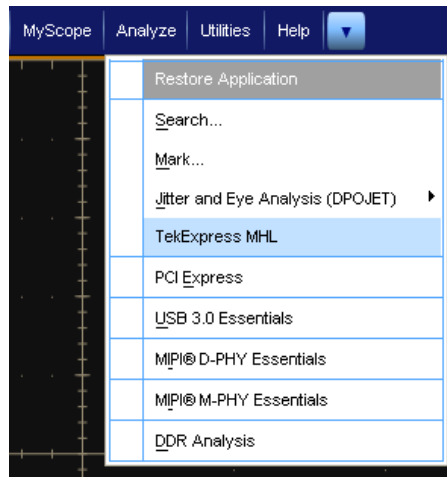 MyScope Analyze Utilities Help
Restore Application
Search...
Mark...
Jitter and Eye Analysis (DPOJET)
TekExpress MHL
PCI Express
USB 3.0 Essentials
MIPI® D-PHY Essentials
MIPI® M-PHY Essentials
DDR Analysis